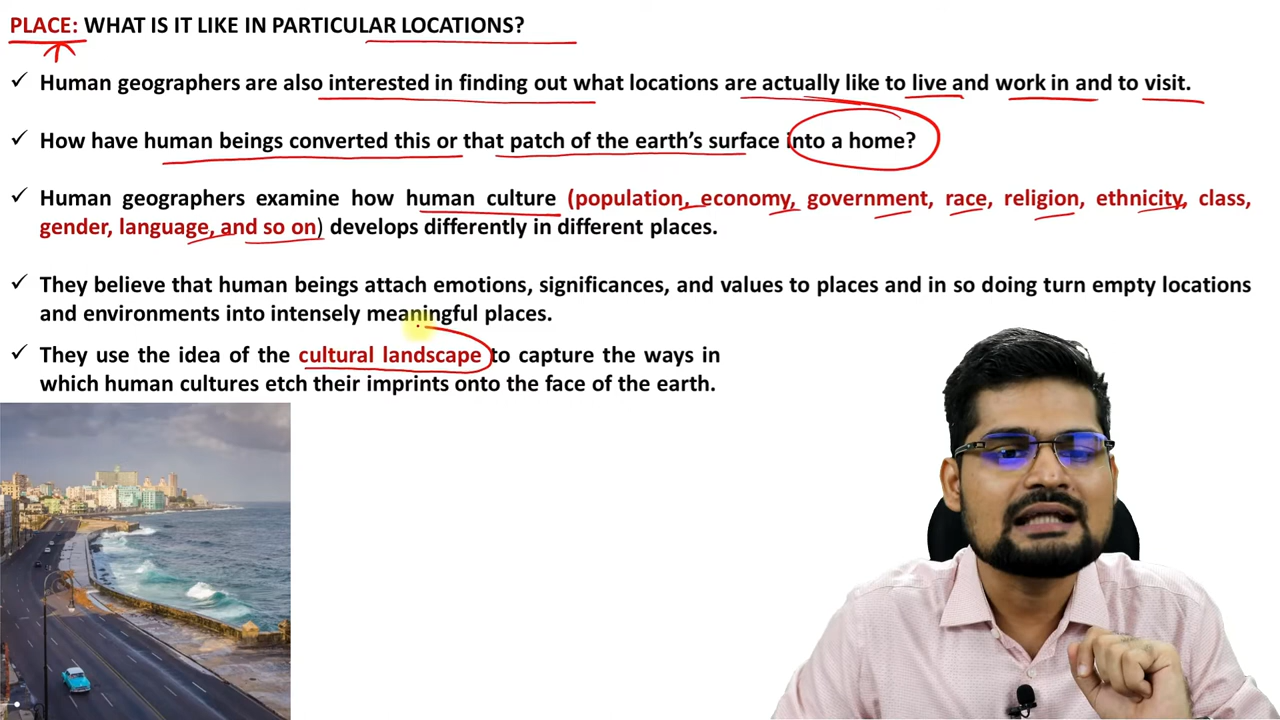 PLACE: WHAT IS IT LIKE IN PARTICULAR LOCATIONS?
✓ Human geographers are also interested in finding out what locations are actually like to live and work in and to visit.
✓ How have human beings converted this or that patch of the earth's surface into a home?
✓ Human geographers examine how human culture (population, economy, government, race, religion, ethnicity, class,
gender, language, and so on) develops differently in different places.
✓ They believe that human beings attach emotions, significances, and values to places and in so doing turn empty locations
and environments into intensely meaningful places.
✓ They use the idea of the cultural landscape to capture the ways in
which human cultures etch their imprints onto the face of the earth.